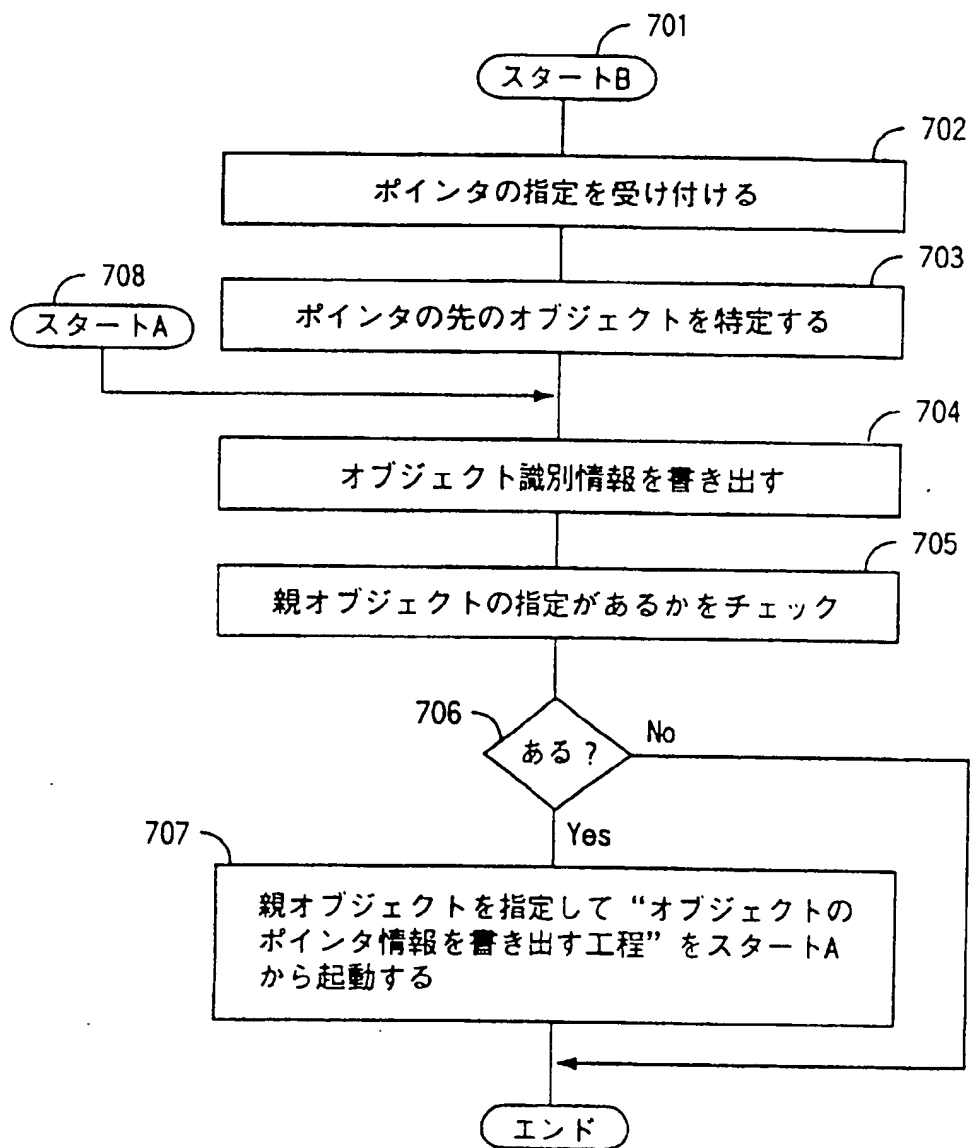 701
スタートB
702
ポインタの指定を受け付ける
703
ポインタの先のオブジェクトを特定する
708
スタートA
704
オブジェクト識別情報を書き出す
705
親オブジェクトの指定があるかをチェック
706
ある?
No
Yes
707
親オブジェクトを指定して“オブジェクトの
ポインタ情報を書き出す工程”をスタートA
から起動する
エンド